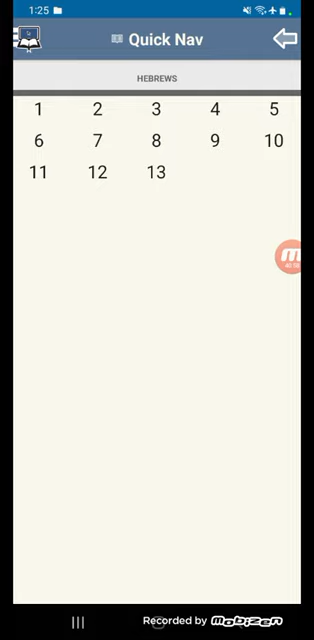 1:25
Quick Nav
HEBREWS
1 2 3 4 5
6 7 8 9 10
11 12 13
Recorded by MOBIZEN